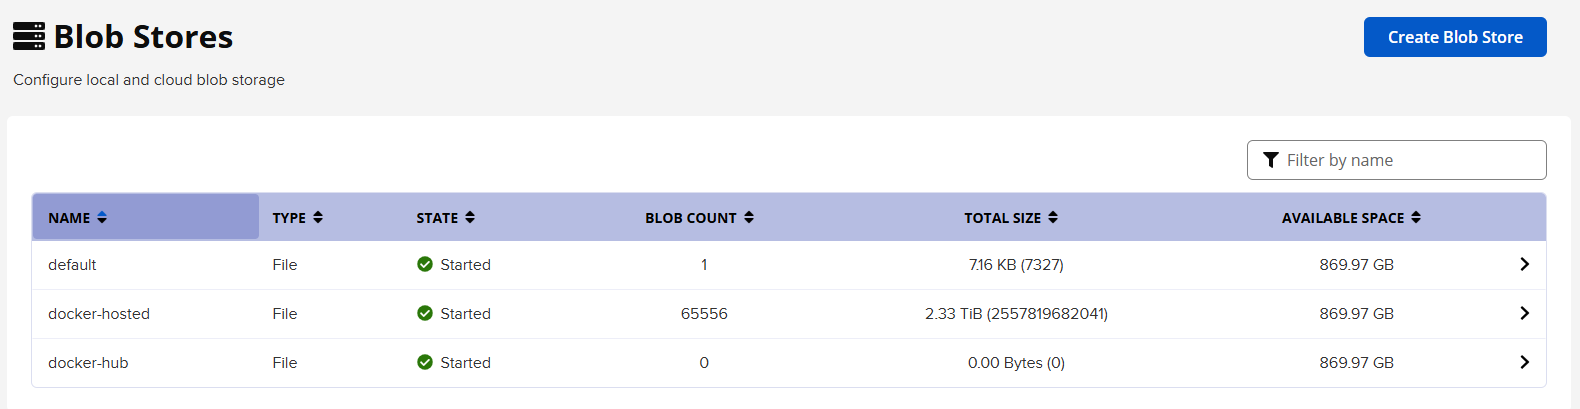 Blob Stores
Create Blob Store
Configure local and cloud blob storage
Filter by name
NAME TYPE STATE BLOB COUNT TOTAL SIZE AVAILABLE SPACE
default File Started 1 7.16 KB (7327) 869.97 GB
docker-hosted File Started 65556 2.33 TiB (2557819682041) 869.97 GB
docker-hub File Started 0 0.00 Bytes (0) 869.97 GB